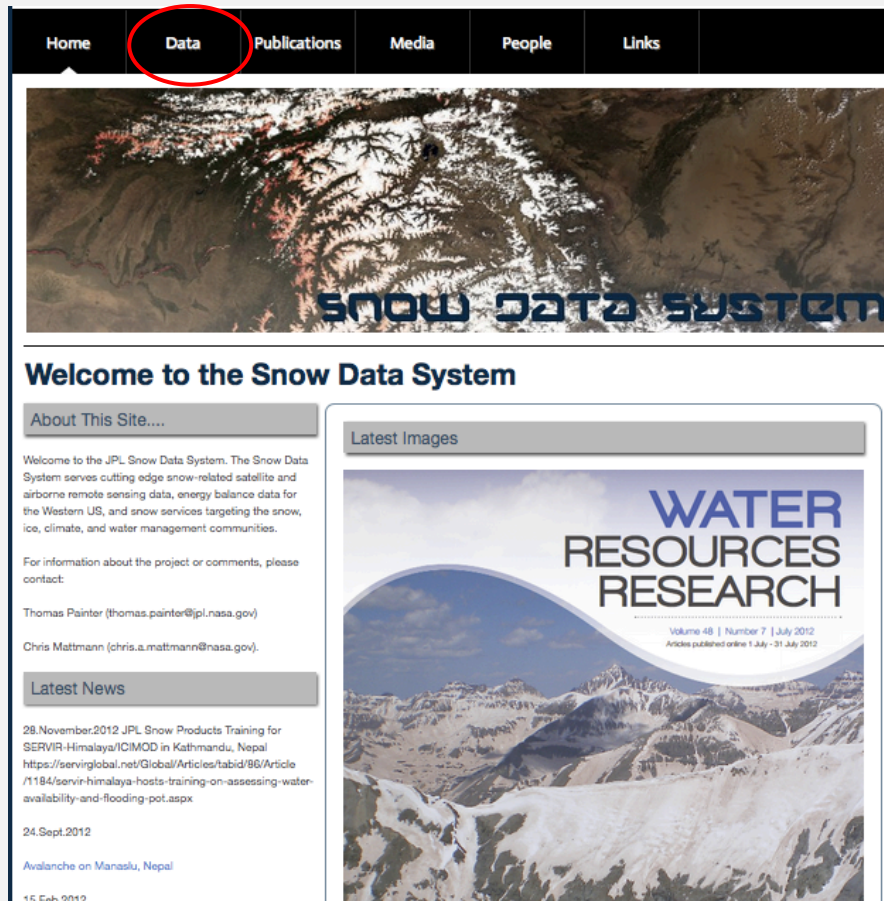 Home Data Publications Media People Links
SNOW DATA SYSTEM
Welcome to the Snow Data System
About This Site....
Welcome to the JPL Snow Data System. The Snow Data
System serves cutting edge snow-related satellite and
airborne remote sensing data, energy balance data for
the Western US, and snow services targeting the snow,
ice, climate, and water management communities.
For information about the project or comments, please
contact:
Thomas Painter (thomas.painter@jpl.nasa.gov)
Chris Mattmann (chris.a.mattmann@nasa.gov).
Latest News
28.November.2012 JPL Snow Products Training for
SERVIR-Himalaya/ICIMOD in Kathmandu, Nepal
https://servirglobal.net/Global/Articles/tabid/86/Article
/1184/servir-himalaya-hosts-training-on-assessing-water-
availability-and-flooding-pot.aspx
24.Sept.2012
Avalanche on Manaslu, Nepal
15.Feb.2012
Latest Images
WATER
RESOURCES
RESEARCH
Volume 48 | Number 7 | July 2012
Articles published online 1 July - 31 July 2012